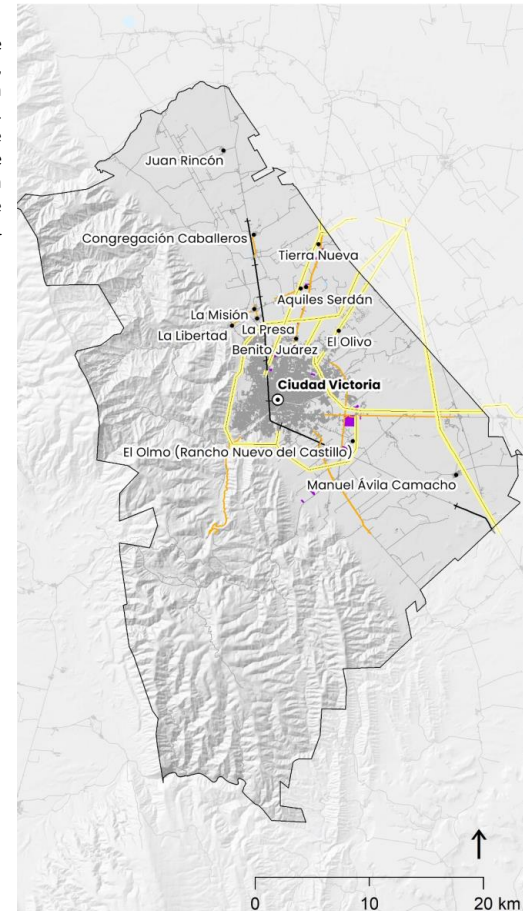 Juan Rincón
Congregación Caballeros
Tierra Nueva
Aquiles Serdán
La Misión
La Presa
La Libertad
El Olivo
Benito Juárez
Ciudad Victoria
El Olmo (Rancho Nuevo del Castillo)
Manuel Ávila Camacho
0 10 20 km